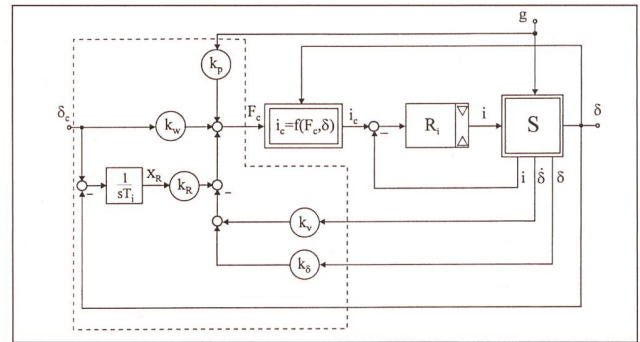 g
k_p
δ_c
k_w
F_c
i_c=f(F_c,δ)
i_c
-
R_i
▽
▽
i
S
δ
-
1
sT_i
X_R
k_R
-
i δ̇ δ
k_v
k_δ